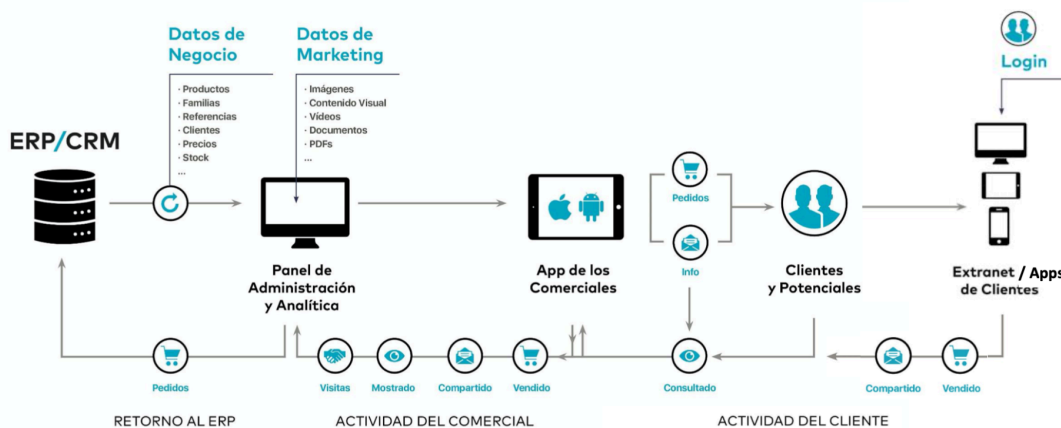 Datos de
Negocio
· Productos
· Familias
· Referencias
· Clientes
· Precios
· Stock
...
Datos de
Marketing
· Imágenes
· Contenido Visual
· Vídeos
· Documentos
· PDFs
...
Login
ERP/CRM
Panel de
Administración
y Analítica
App de los
Comerciales
Pedidos
Info
Clientes
y Potenciales
Extranet / Apps
de Clientes
Pedidos
Visitas
Mostrado
Compartido
Vendido
Consultado
Compartido
Vendido
RETORNO AL ERP
ACTIVIDAD DEL COMERCIAL
ACTIVIDAD DEL CLIENTE